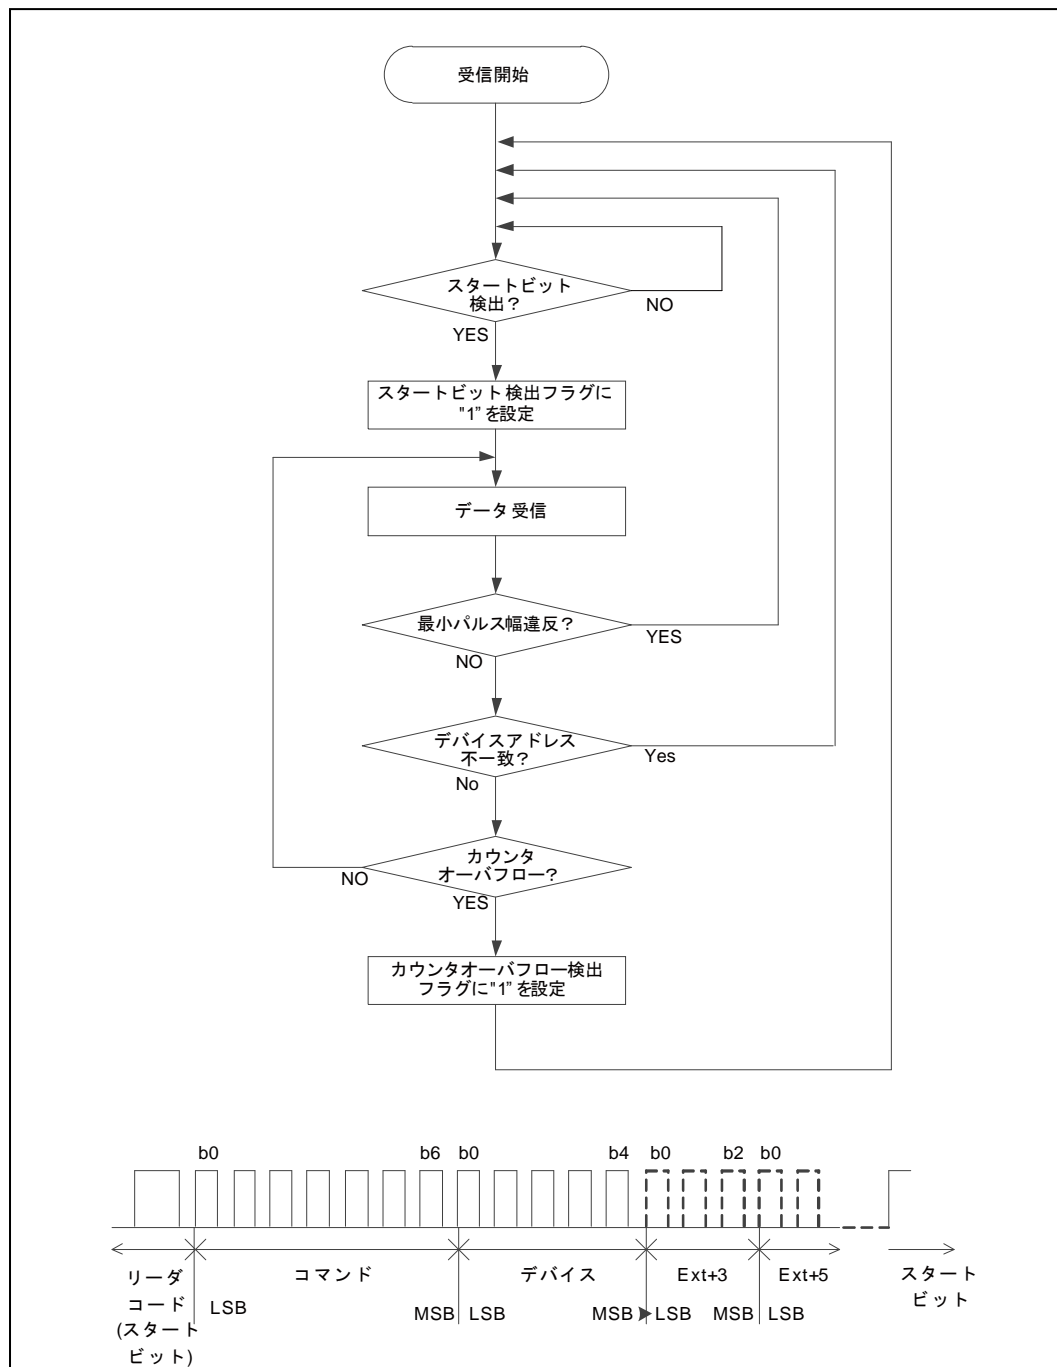 受信開始
スタートビット
検出？
NO
YES
スタートビット検出フラグに
"1" を設定
データ受信
最小パルス幅違反？
YES
NO
デバイスアドレス
不一致？
Yes
No
カウンタ
オーバフロー？
NO
YES
カウンタオーバフロー検出
フラグに"1" を設定
b0 b6 b0 b4 b0 b2 b0
リーダ
コード
(スタート
ビット)
コマンド
デバイス
Ext+3
Ext+5
スタート
ビット
LSB MSB LSB MSB LSB MSB LSB